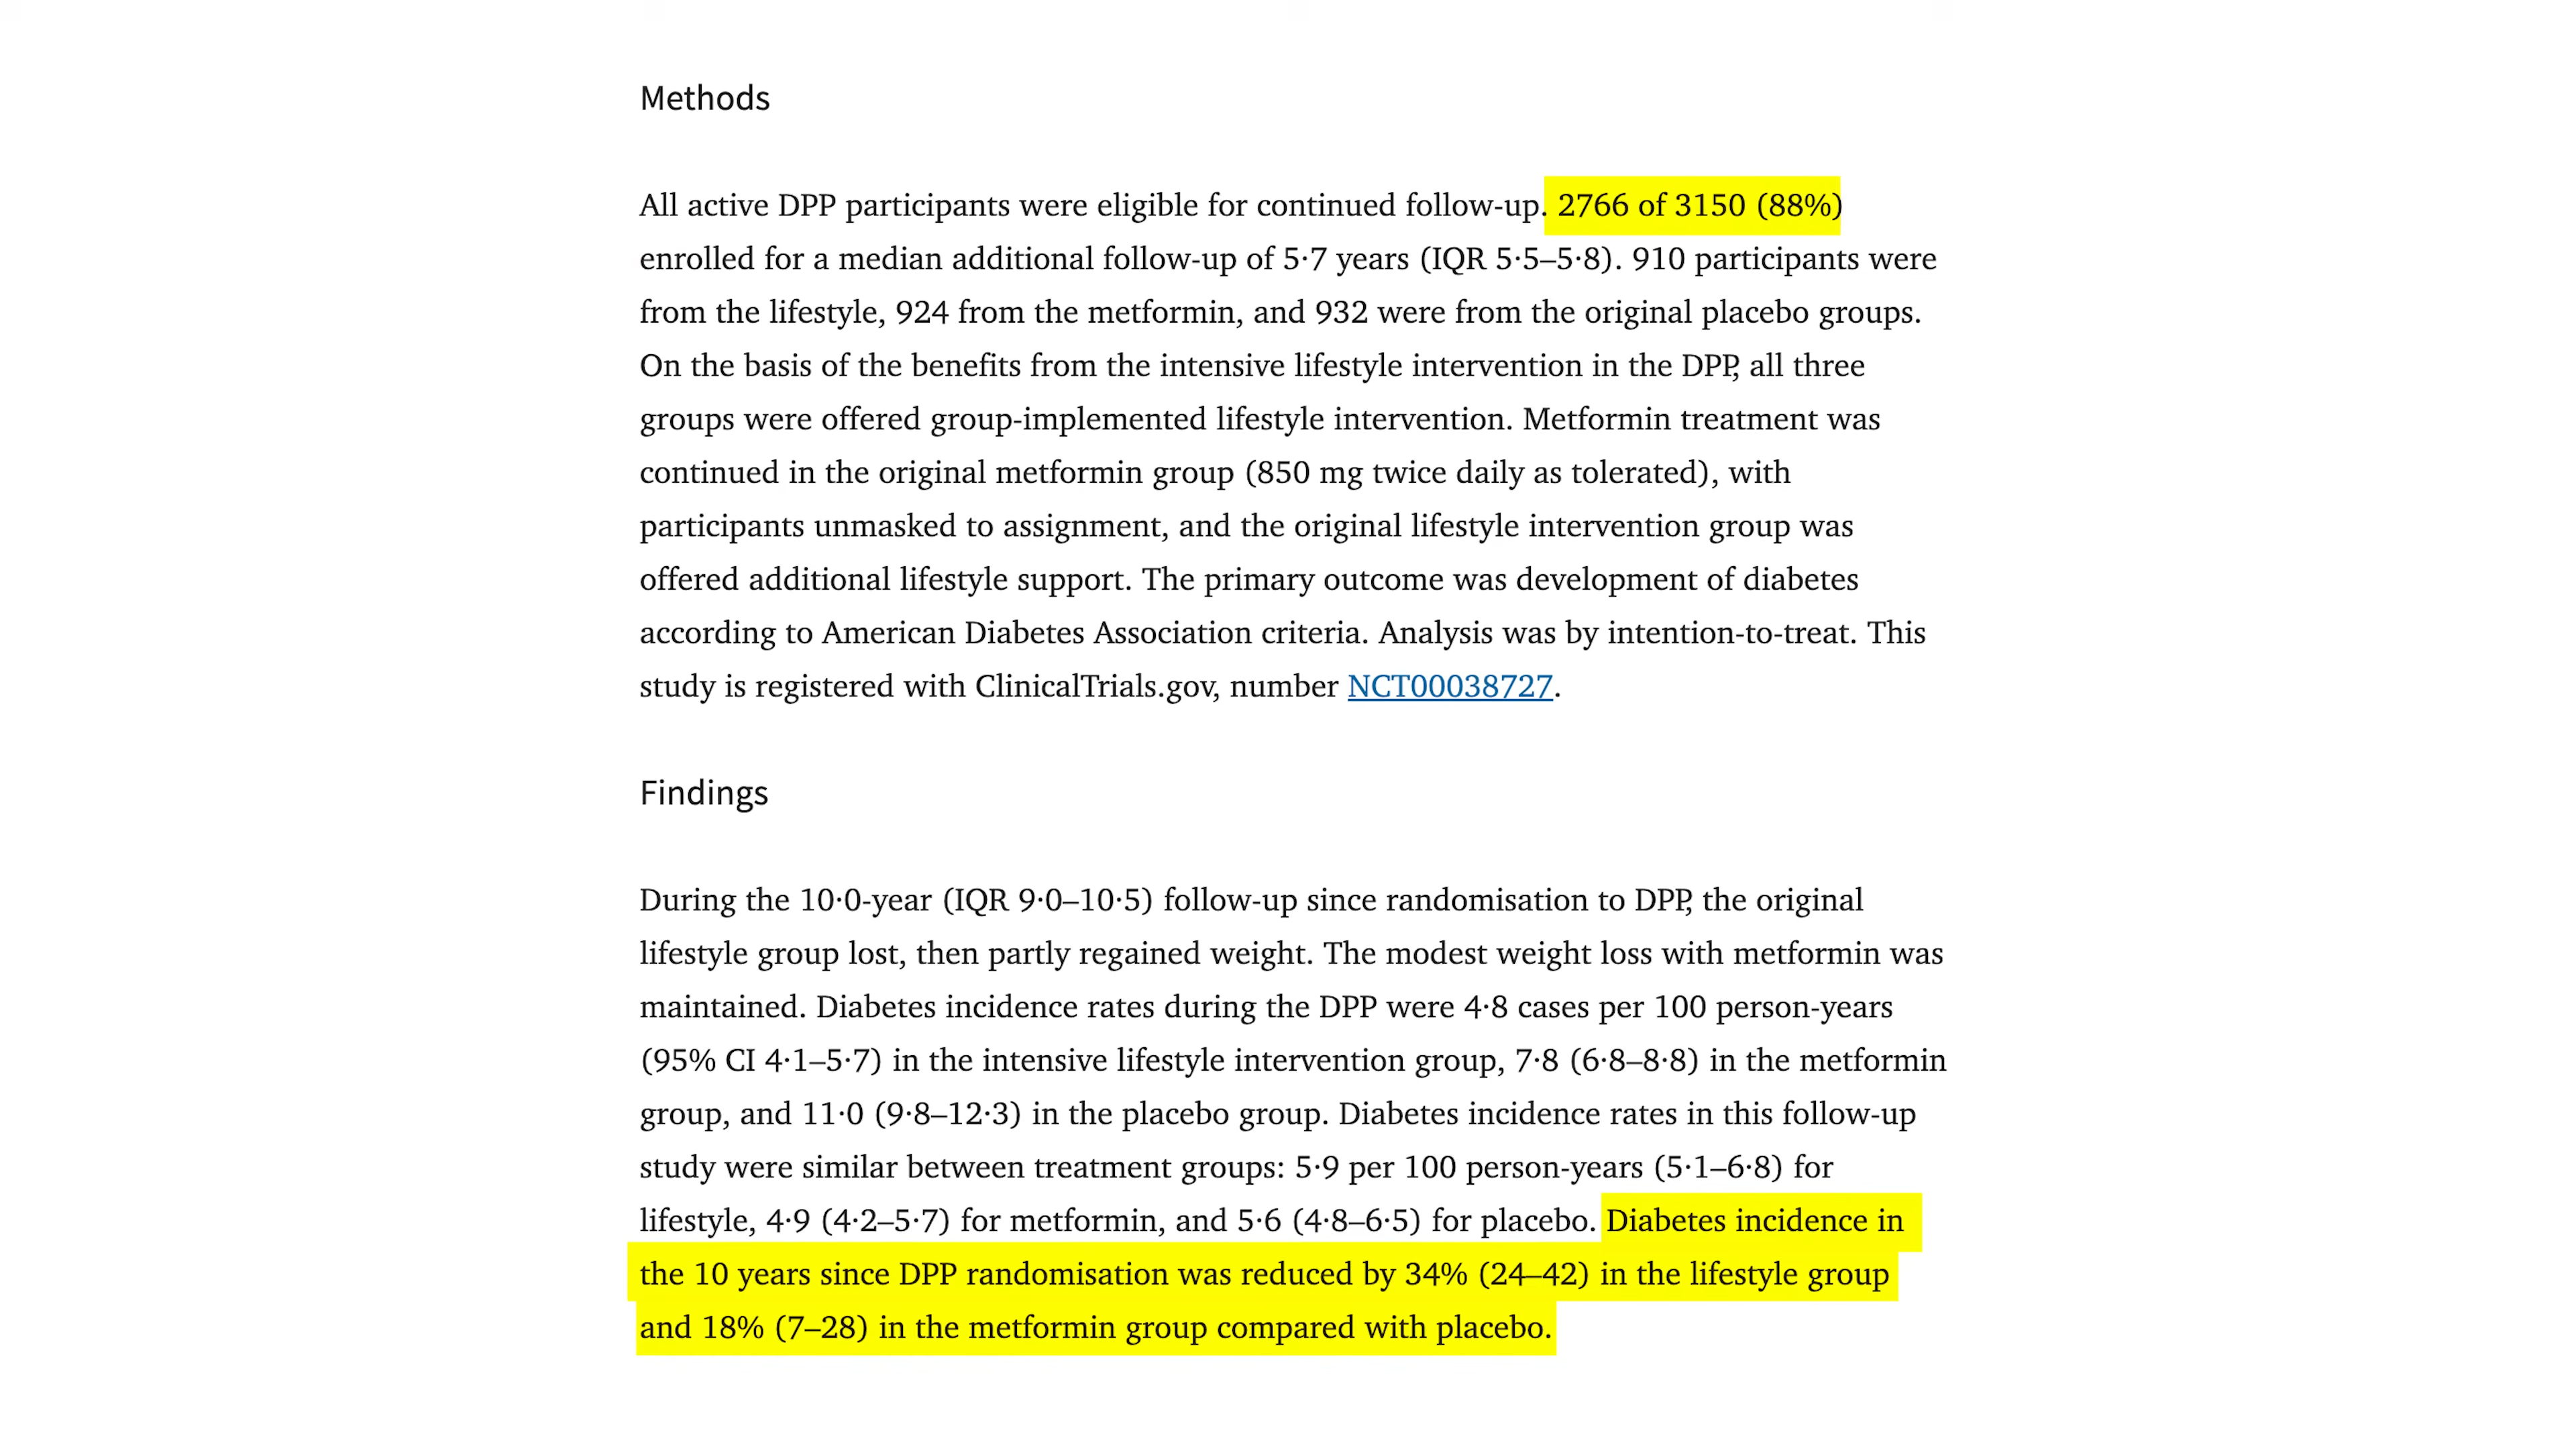 Methods
All active DPP participants were eligible for continued follow-up. 2766 of 3150 (88%)
enrolled for a median additional follow-up of 5·7 years (IQR 5·5–5·8). 910 participants were
from the lifestyle, 924 from the metformin, and 932 were from the original placebo groups.
On the basis of the benefits from the intensive lifestyle intervention in the DPP, all three
groups were offered group-implemented lifestyle intervention. Metformin treatment was
continued in the original metformin group (850 mg twice daily as tolerated), with
participants unmasked to assignment, and the original lifestyle intervention group was
offered additional lifestyle support. The primary outcome was development of diabetes
according to American Diabetes Association criteria. Analysis was by intention-to-treat. This
study is registered with ClinicalTrials.gov, number NCT00038727.
Findings
During the 10·0-year (IQR 9·0–10·5) follow-up since randomisation to DPP, the original
lifestyle group lost, then partly regained weight. The modest weight loss with metformin was
maintained. Diabetes incidence rates during the DPP were 4·8 cases per 100 person-years
(95% CI 4·1–5·7) in the intensive lifestyle intervention group, 7·8 (6·8–8·8) in the metformin
group, and 11·0 (9·8–12·3) in the placebo group. Diabetes incidence rates in this follow-up
study were similar between treatment groups: 5·9 per 100 person-years (5·1–6·8) for
lifestyle, 4·9 (4·2–5·7) for metformin, and 5·6 (4·8–6·5) for placebo. Diabetes incidence in
the 10 years since DPP randomisation was reduced by 34% (24–42) in the lifestyle group
and 18% (7–28) in the metformin group compared with placebo.